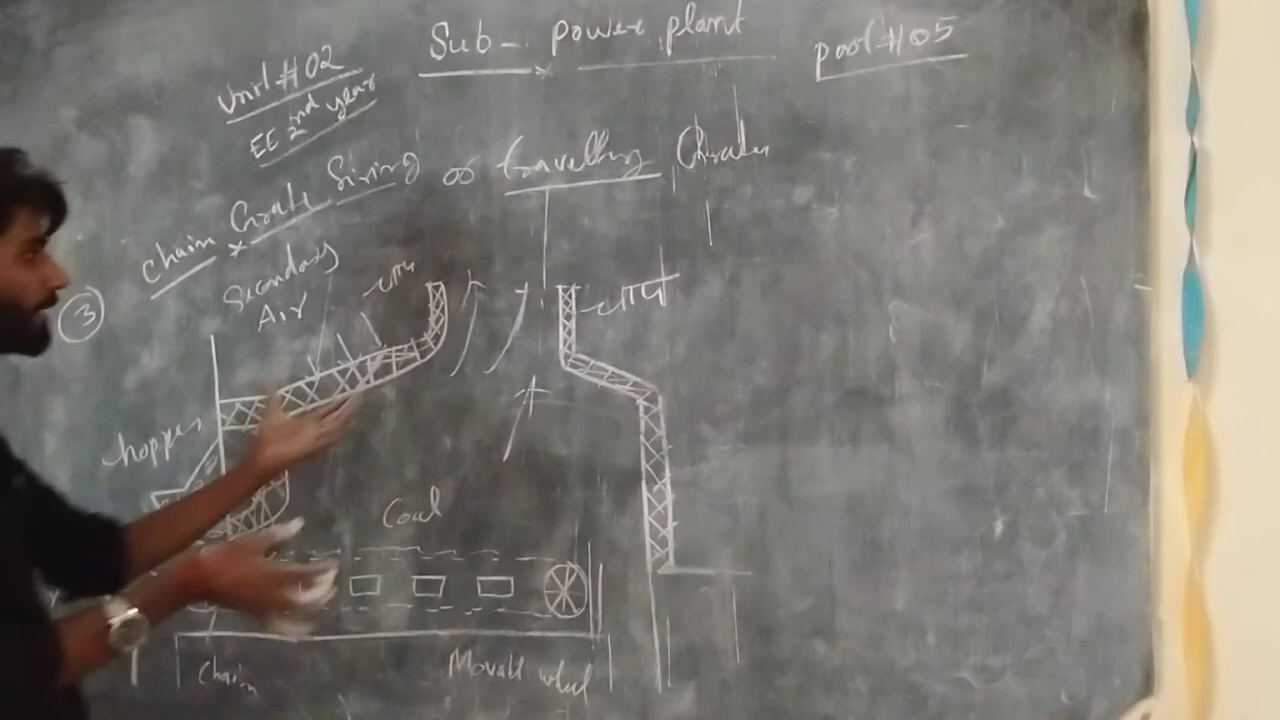 Sub - power plant
part #05
Unit #02
EE 2nd year
Chain Grate Firing or travelling Grate
3
Secondary
Air
ताप
ताप
hopper
Coal
Chain
Movable wheel